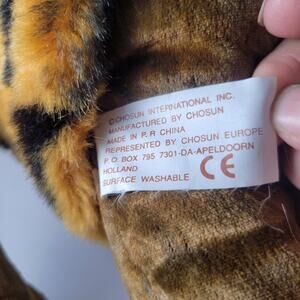 © CHOSUN INTERNATIONAL INC.
MANUFACTURED BY CHOSUN
MADE IN P.R CHINA
REPRESENTED BY CHOSUN EUROPE
P.O. BOX 795 7301-DA-APELDOORN
HOLLAND
SURFACE WASHABLE CE